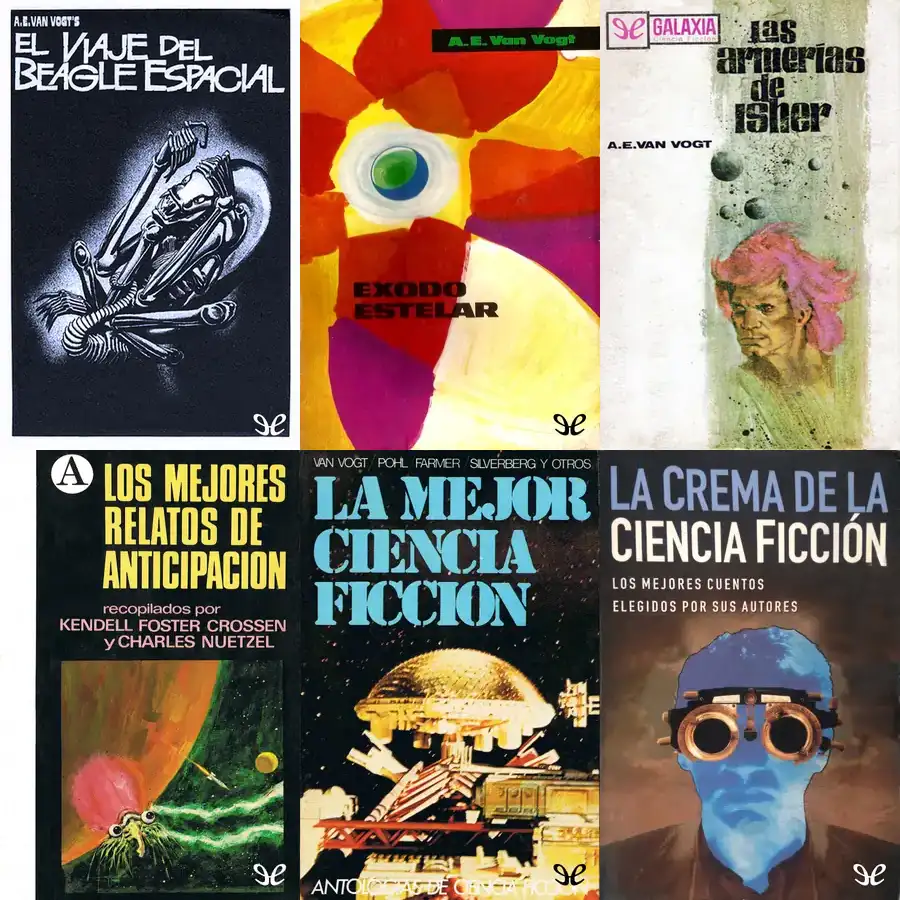 A.E.VAN VOGT'S
EL VIAJE DEL
BEAGLE ESPACIAL
A.E.Van Vogt
EXODO
ESTELAR
GALAXIA
Ciencia Ficcion
las
armerías
de
isher
A.E.VAN VOGT
A
LOS MEJORES
RELATOS DE
ANTICIPACION
recopilados por
KENDELL FOSTER CROSSEN
y CHARLES NUETZEL
VAN VOGT POHL FARMER SILVERBERG Y OTROS
LA MEJOR
CIENCIA
FICCION
ANTOLOGIAS DE CIENCIA FICCION
LA CREMA DE LA
CIENCIA FICCIÓN
LOS MEJORES CUENTOS
ELEGIDOS POR SUS AUTORES